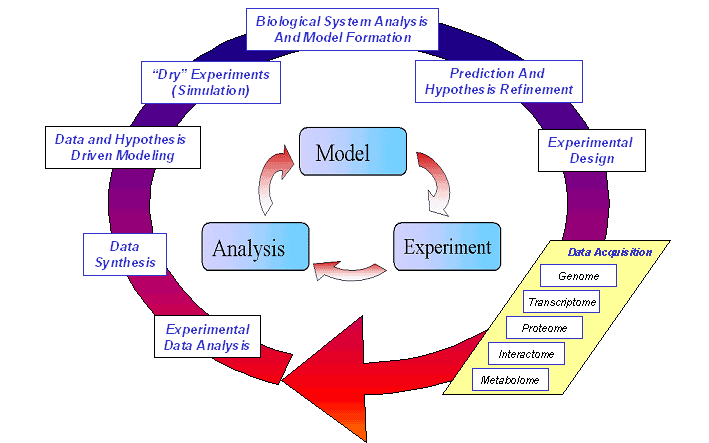 Biological System Analysis
And Model Formation
“Dry” Experiments
(Simulation)
Prediction And
Hypothesis Refinement
Data and Hypothesis
Driven Modeling
Experimental
Design
Model
Analysis
Experiment
Data
Synthesis
Data Acquisition
Genome
Transcriptome
Proteome
Interactome
Metabolome
Experimental
Data Analysis